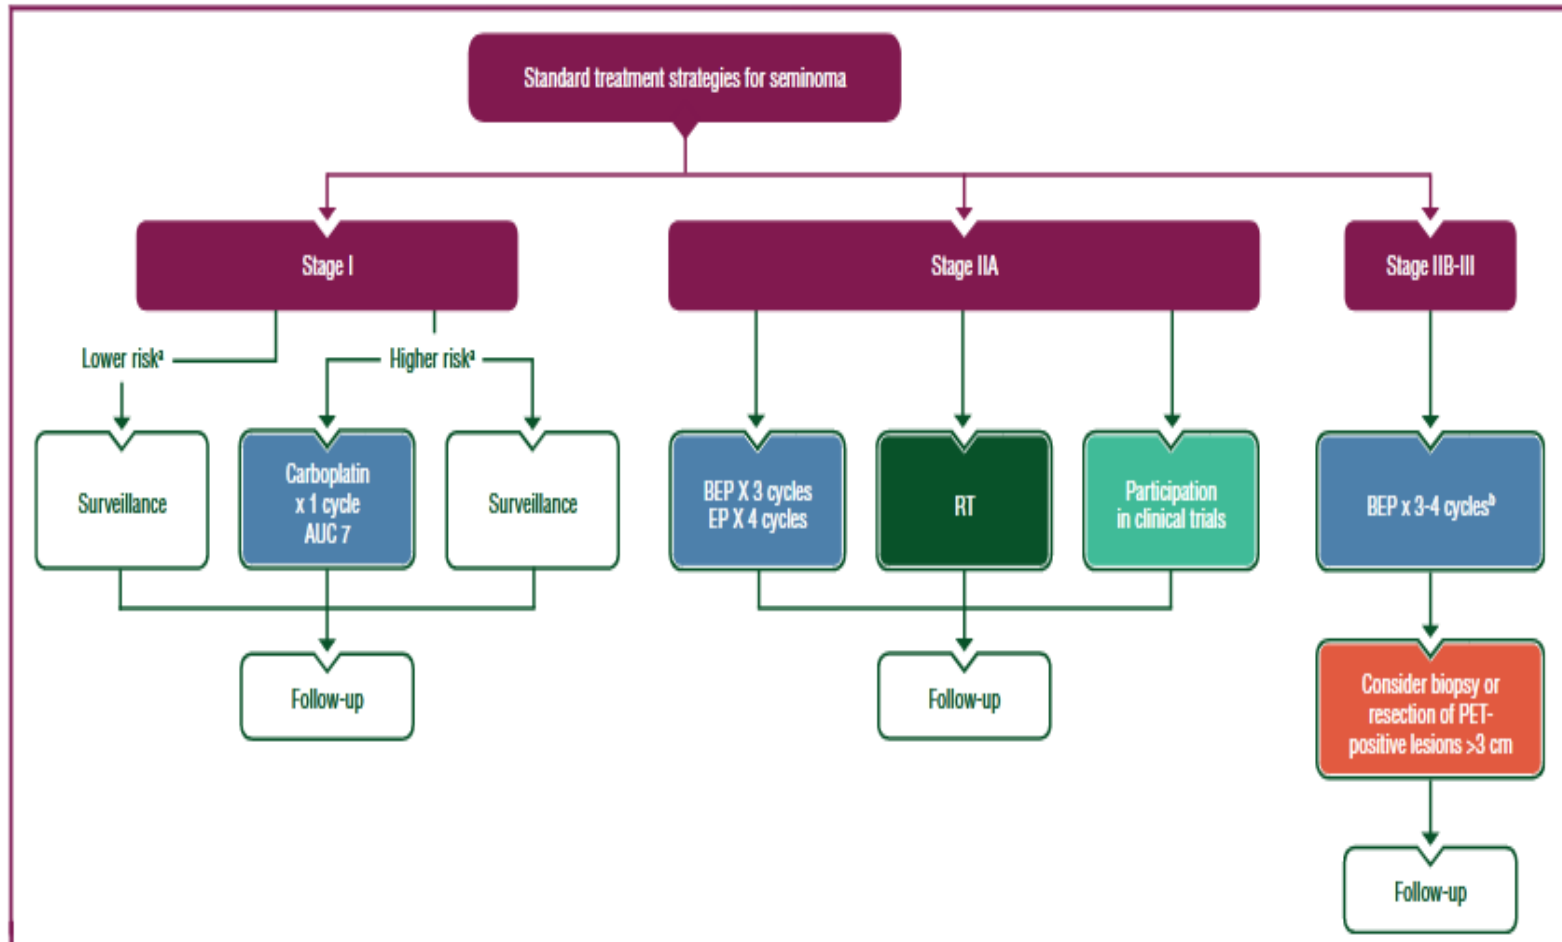 Standard treatment strategies for seminoma
Stage I
Stage IIA
Stage IIB-III
Lower riskª
Higher riskª
Surveillance
Carboplatin
x 1 cycle
AUC 7
Surveillance
BEP X 3 cycles
EP X 4 cycles
RT
Participation
in clinical trials
BEP x 3-4 cyclesᵇ
Follow-up
Follow-up
Consider biopsy or
resection of PET-
positive lesions >3 cm
Follow-up